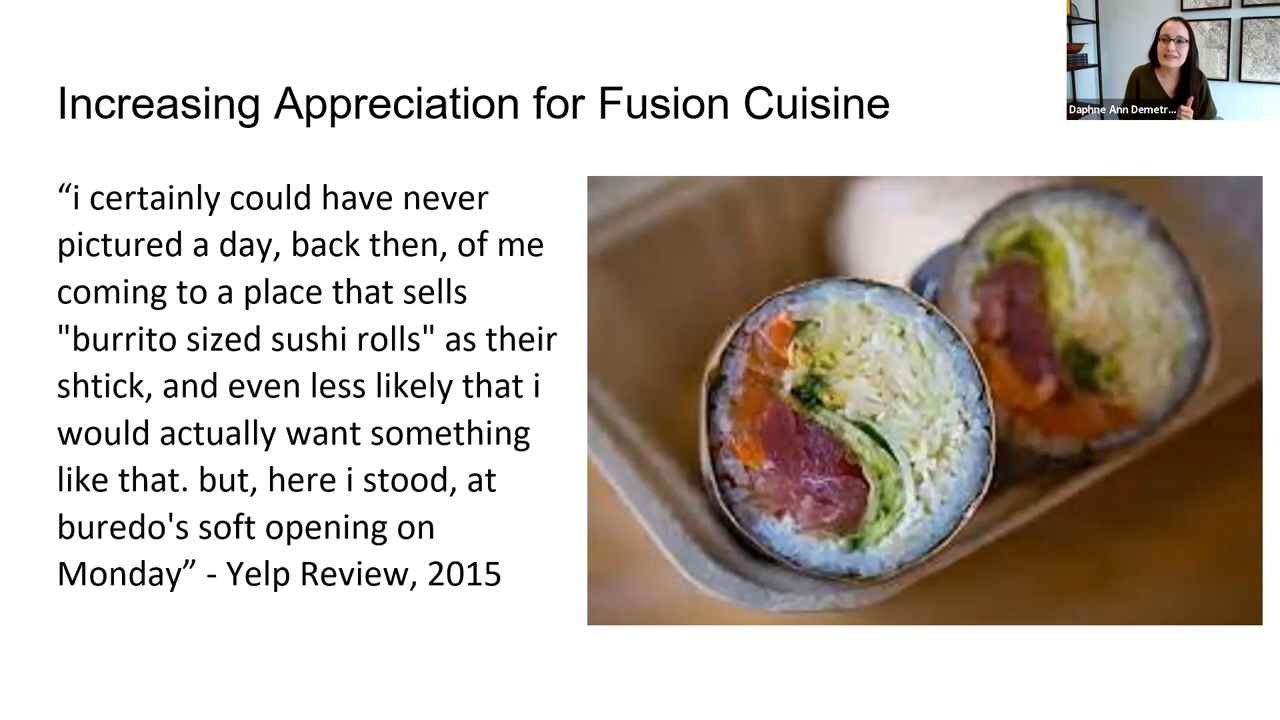 Increasing Appreciation for Fusion Cuisine
Daphne Ann Demetr...
“i certainly could have never
pictured a day, back then, of me
coming to a place that sells
"burrito sized sushi rolls" as their
shtick, and even less likely that i
would actually want something
like that. but, here i stood, at
buredo's soft opening on
Monday” - Yelp Review, 2015